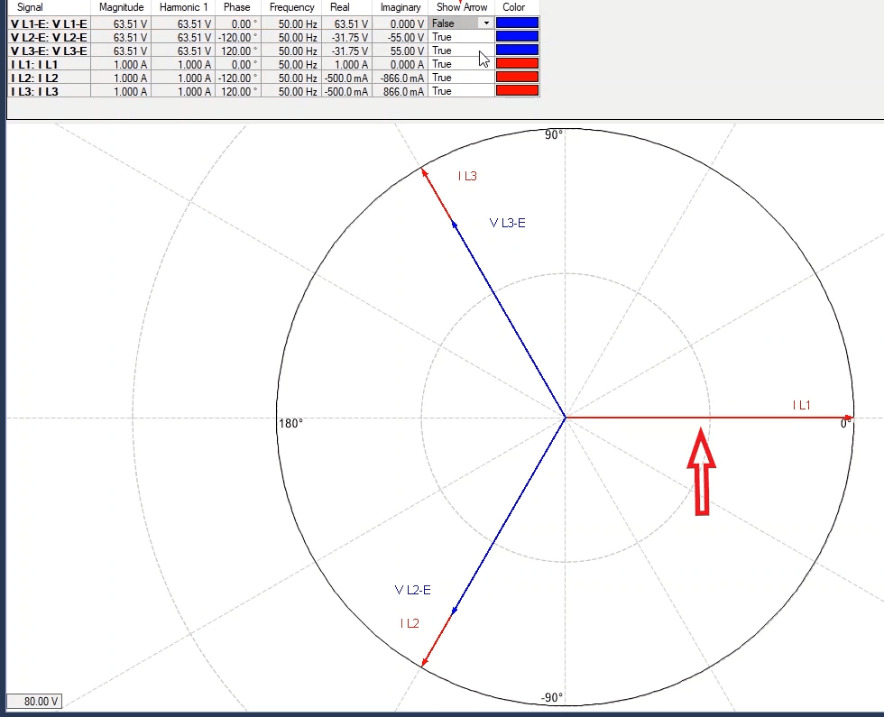 Signal Magnitude Harmonic 1 Phase Frequency Real Imaginary Show Arrow Color
V L1-E: V L1-E 63.51 V 63.51 V 0.00 ° 50.00 Hz 63.51 V 0.000 V False
V L2-E: V L2-E 63.51 V 63.51 V -120.00 ° 50.00 Hz -31.75 V -55.00 V True
V L3-E: V L3-E 63.51 V 63.51 V 120.00 ° 50.00 Hz -31.75 V 55.00 V True
I L1: I L1 1.000 A 1.000 A 0.00 ° 50.00 Hz 1.000 A 0.000 A True
I L2: I L2 1.000 A 1.000 A -120.00 ° 50.00 Hz -500.0 mA -866.0 mA True
I L3: I L3 1.000 A 1.000 A 120.00 ° 50.00 Hz -500.0 mA 866.0 mA True
90°
I L3
V L3-E
I L1
180°
0°
V L2-E
I L2
-90°
80.00 V